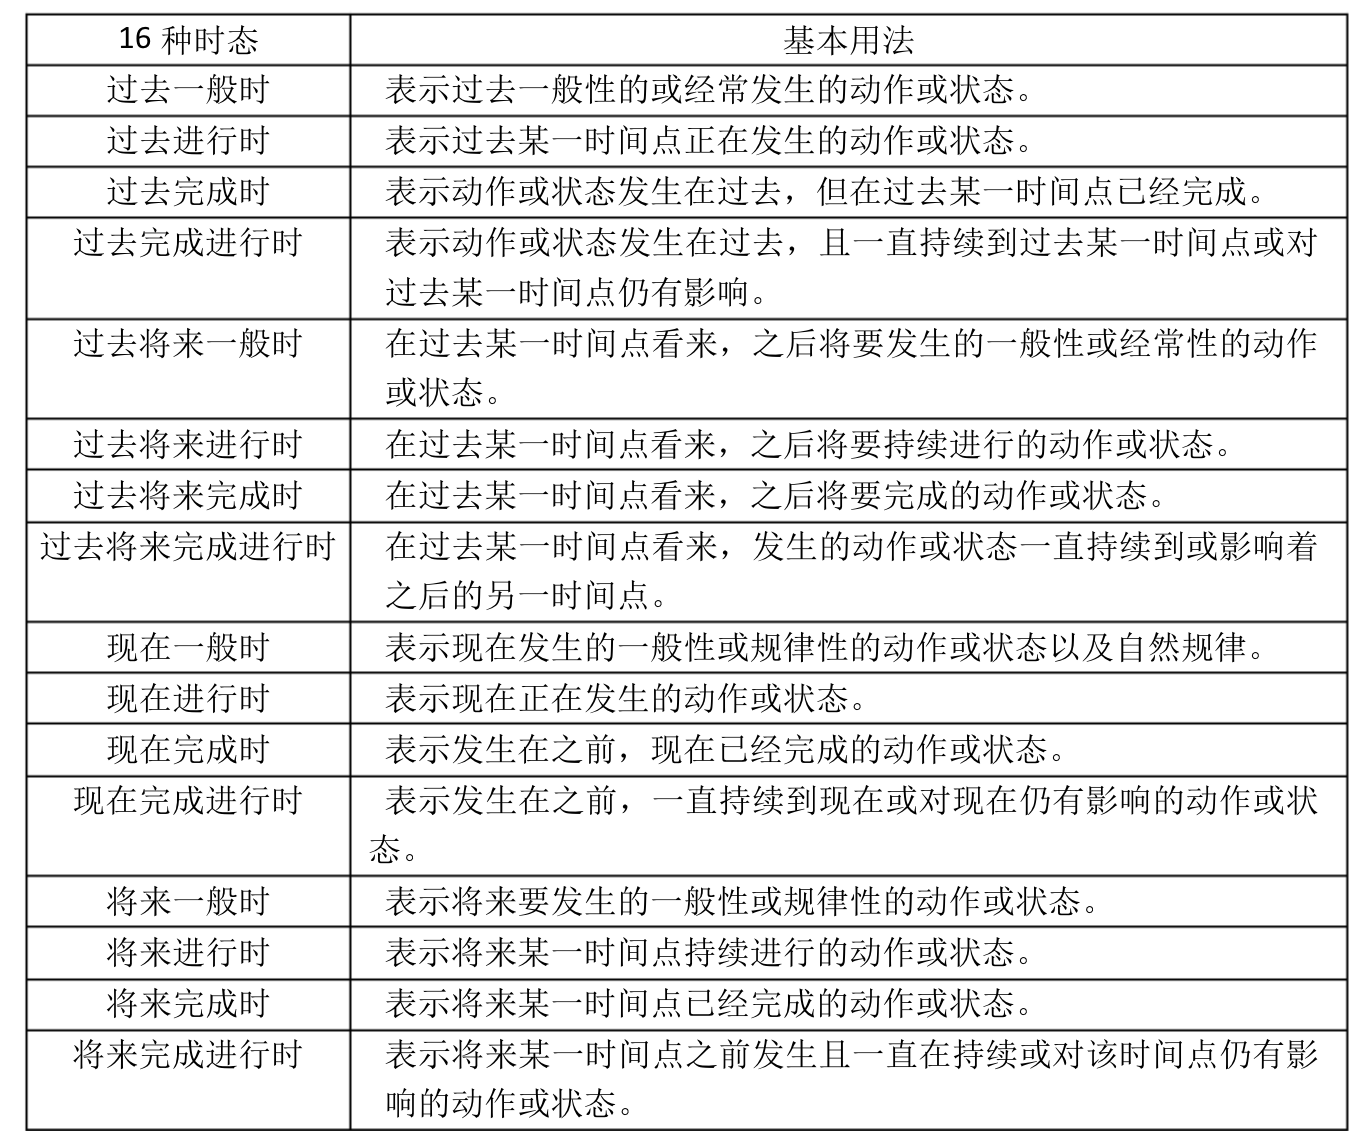 16 种时态 基本用法
过去一般时 表示过去一般性的或经常发生的动作或状态。
过去进行时 表示过去某一时间点正在发生的动作或状态。
过去完成时 表示动作或状态发生在过去，但在过去某一时间点已经完成。
过去完成进行时 表示动作或状态发生在过去，且一直持续到过去某一时间点或对
过去某一时间点仍有影响。
过去将来一般时 在过去某一时间点看来，之后将要发生的一般性或经常性的动作
或状态。
过去将来进行时 在过去某一时间点看来，之后将要持续进行的动作或状态。
过去将来完成时 在过去某一时间点看来，之后将要完成的动作或状态。
过去将来完成进行时 在过去某一时间点看来，发生的动作或状态一直持续到或影响着
之后的另一时间点。
现在一般时 表示现在发生的一般性或规律性的动作或状态以及自然规律。
现在进行时 表示现在正在发生的动作或状态。
现在完成时 表示发生在之前，现在已经完成的动作或状态。
现在完成进行时 表示发生在之前，一直持续到现在或对现在仍有影响的动作或状
态。
将来一般时 表示将来要发生的一般性或规律性的动作或状态。
将来进行时 表示将来某一时间点持续进行的动作或状态。
将来完成时 表示将来某一时间点已经完成的动作或状态。
将来完成进行时 表示将来某一时间点之前发生且一直在持续或对该时间点仍有影
响的动作或状态。